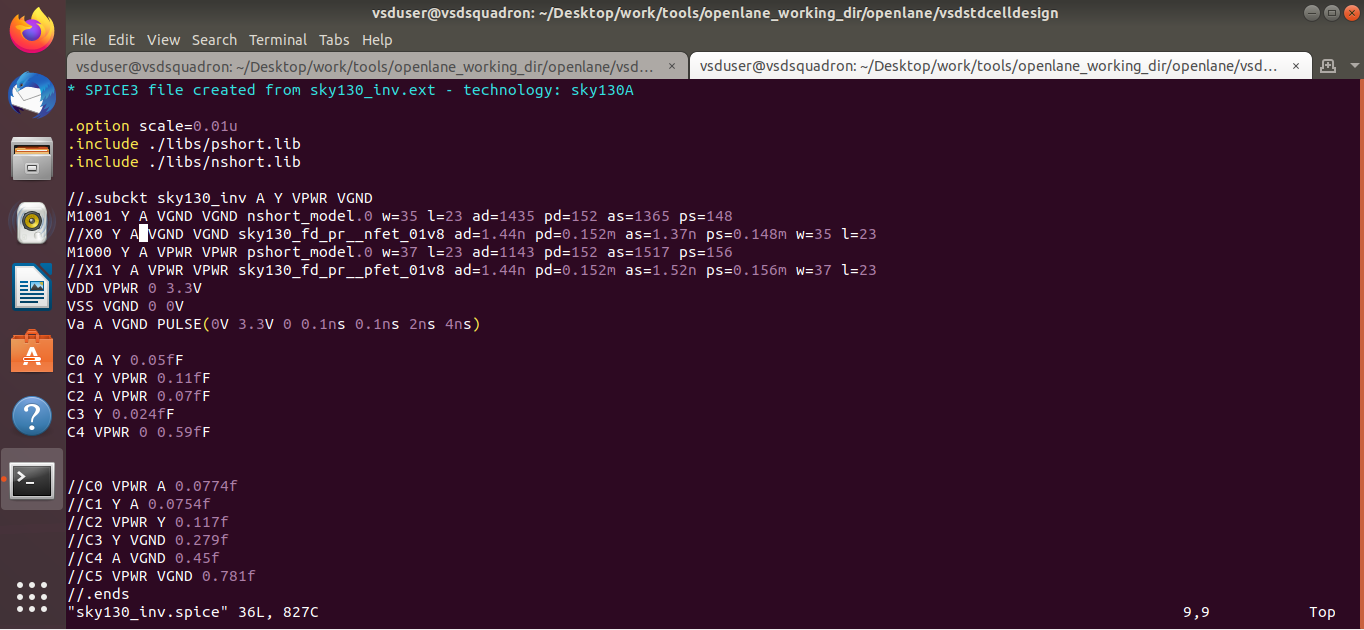 vsduser@vsdsquadron: ~/Desktop/work/tools/openlane_working_dir/openlane/vsdstdcelldesign
File Edit View Search Terminal Tabs Help
vsduser@vsdsquadron: ~/Desktop/work/tools/openlane_working_dir/openlane/vsd... × vsduser@vsdsquadron: ~/Desktop/work/tools/openlane_working_dir/openlane/vsd... ×
* SPICE3 file created from sky130_inv.ext - technology: sky130A
.option scale=0.01u
.include ./libs/pshort.lib
.include ./libs/nshort.lib
//.subckt sky130_inv A Y VPWR VGND
M1001 Y A VGND VGND nshort_model.0 w=35 l=23 ad=1435 pd=152 as=1365 ps=148
//X0 Y A VGND VGND sky130_fd_pr__nfet_01v8 ad=1.44n pd=0.152m as=1.37n ps=0.148m w=35 l=23
M1000 Y A VPWR VPWR pshort_model.0 w=37 l=23 ad=1143 pd=152 as=1517 ps=156
//X1 Y A VPWR VPWR sky130_fd_pr__pfet_01v8 ad=1.44n pd=0.152m as=1.52n ps=0.156m w=37 l=23
VDD VPWR 0 3.3V
VSS VGND 0 0V
Va A VGND PULSE(0V 3.3V 0 0.1ns 0.1ns 2ns 4ns)
C0 A Y 0.05fF
C1 Y VPWR 0.11fF
C2 A VPWR 0.07fF
C3 Y 0.024fF
C4 VPWR 0 0.59fF
//C0 VPWR A 0.0774f
//C1 Y A 0.0754f
//C2 VPWR Y 0.117f
//C3 Y VGND 0.279f
//C4 A VGND 0.45f
//C5 VPWR VGND 0.781f
//.ends
"sky130_inv.spice" 36L, 827C 9,9 Top